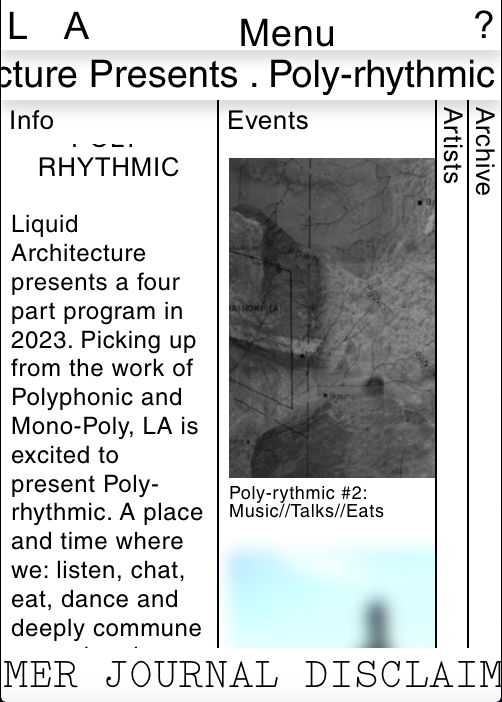 L A Menu ?
cture Presents . Poly-rhythmic
Info
RHYTHMIC
Liquid
Architecture
presents a four
part program in
2023. Picking up
from the work of
Polyphonic and
Mono-Poly, LA is
excited to
present Poly-
rhythmic. A place
and time where
we: listen, chat,
eat, dance and
deeply commune
Events
Poly-rythmic #2:
Music//Talks//Eats
Artists
Archive
MER JOURNAL DISCLAIM